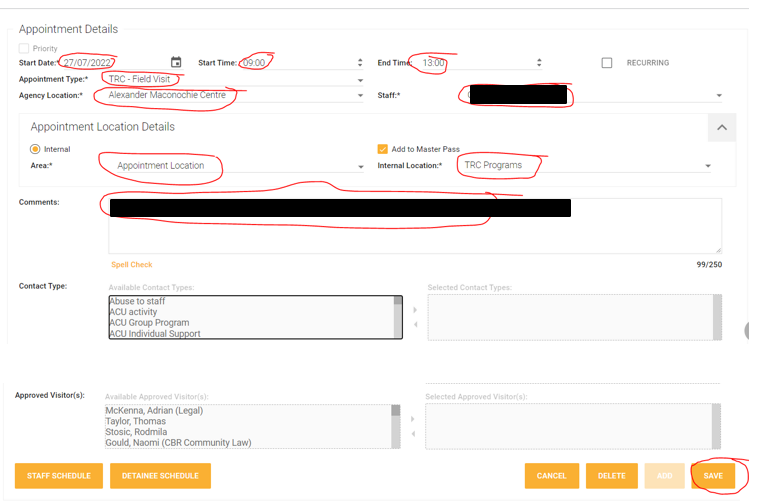 Appointment Details
Priority
Start Date:* 27/07/2022 Start Time: 09:00 End Time: 13:00 RECURRING
Appointment Type:* TRC - Field Visit
Agency Location:* Alexander Maconochie Centre Staff:*
Appointment Location Details
Internal Add to Master Pass
Area:* Appointment Location Internal Location:* TRC Programs
Comments:
Spell Check 99/250
Contact Type: Available Contact Types: Selected Contact Types:
Abuse to staff
ACU activity
ACU Group Program
ACU Individual Support
Approved Visitor(s): Available Approved Visitor(s): Selected Approved Visitor(s):
McKenna, Adrian (Legal)
Taylor, Thomas
Stosic, Rodmila
Gould, Naomi (CBR Community Law)
STAFF SCHEDULE DETAINEE SCHEDULE CANCEL DELETE ADD SAVE